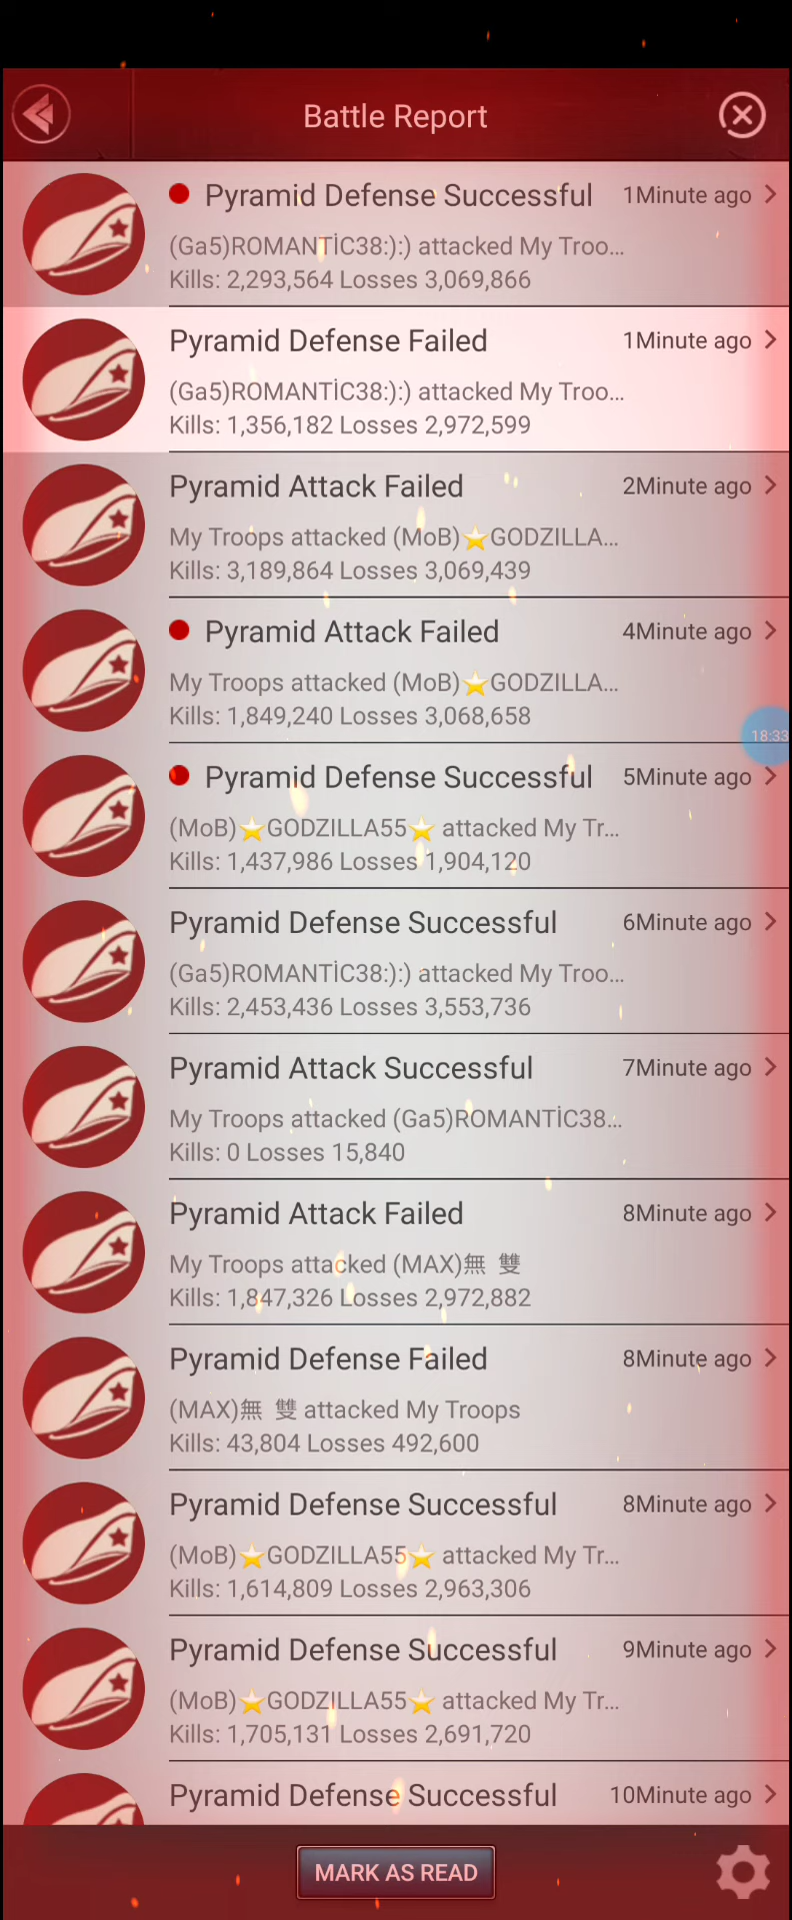 Battle Report
Pyramid Defense Successful 1Minute ago
(Ga5)ROMANTİC38:):) attacked My Troo...
Kills: 2,293,564 Losses 3,069,866
Pyramid Defense Failed 1Minute ago
(Ga5)ROMANTİC38:):) attacked My Troo...
Kills: 1,356,182 Losses 2,972,599
Pyramid Attack Failed 2Minute ago
My Troops attacked (MoB)⭐GODZILLA...
Kills: 3,189,864 Losses 3,069,439
Pyramid Attack Failed 4Minute ago
My Troops attacked (MoB)⭐GODZILLA...
Kills: 1,849,240 Losses 3,068,658
18:33
Pyramid Defense Successful 5Minute ago
(MoB)⭐GODZILLA55⭐ attacked My Tr...
Kills: 1,437,986 Losses 1,904,120
Pyramid Defense Successful 6Minute ago
(Ga5)ROMANTİC38:):) attacked My Troo...
Kills: 2,453,436 Losses 3,553,736
Pyramid Attack Successful 7Minute ago
My Troops attacked (Ga5)ROMANTİC38...
Kills: 0 Losses 15,840
Pyramid Attack Failed 8Minute ago
My Troops attacked (MAX)無 雙
Kills: 1,847,326 Losses 2,972,882
Pyramid Defense Failed 8Minute ago
(MAX)無 雙 attacked My Troops
Kills: 43,804 Losses 492,600
Pyramid Defense Successful 8Minute ago
(MoB)⭐GODZILLA55⭐ attacked My Tr...
Kills: 1,614,809 Losses 2,963,306
Pyramid Defense Successful 9Minute ago
(MoB)⭐GODZILLA55⭐ attacked My Tr...
Kills: 1,705,131 Losses 2,691,720
Pyramid Defense Successful 10Minute ago
MARK AS READ